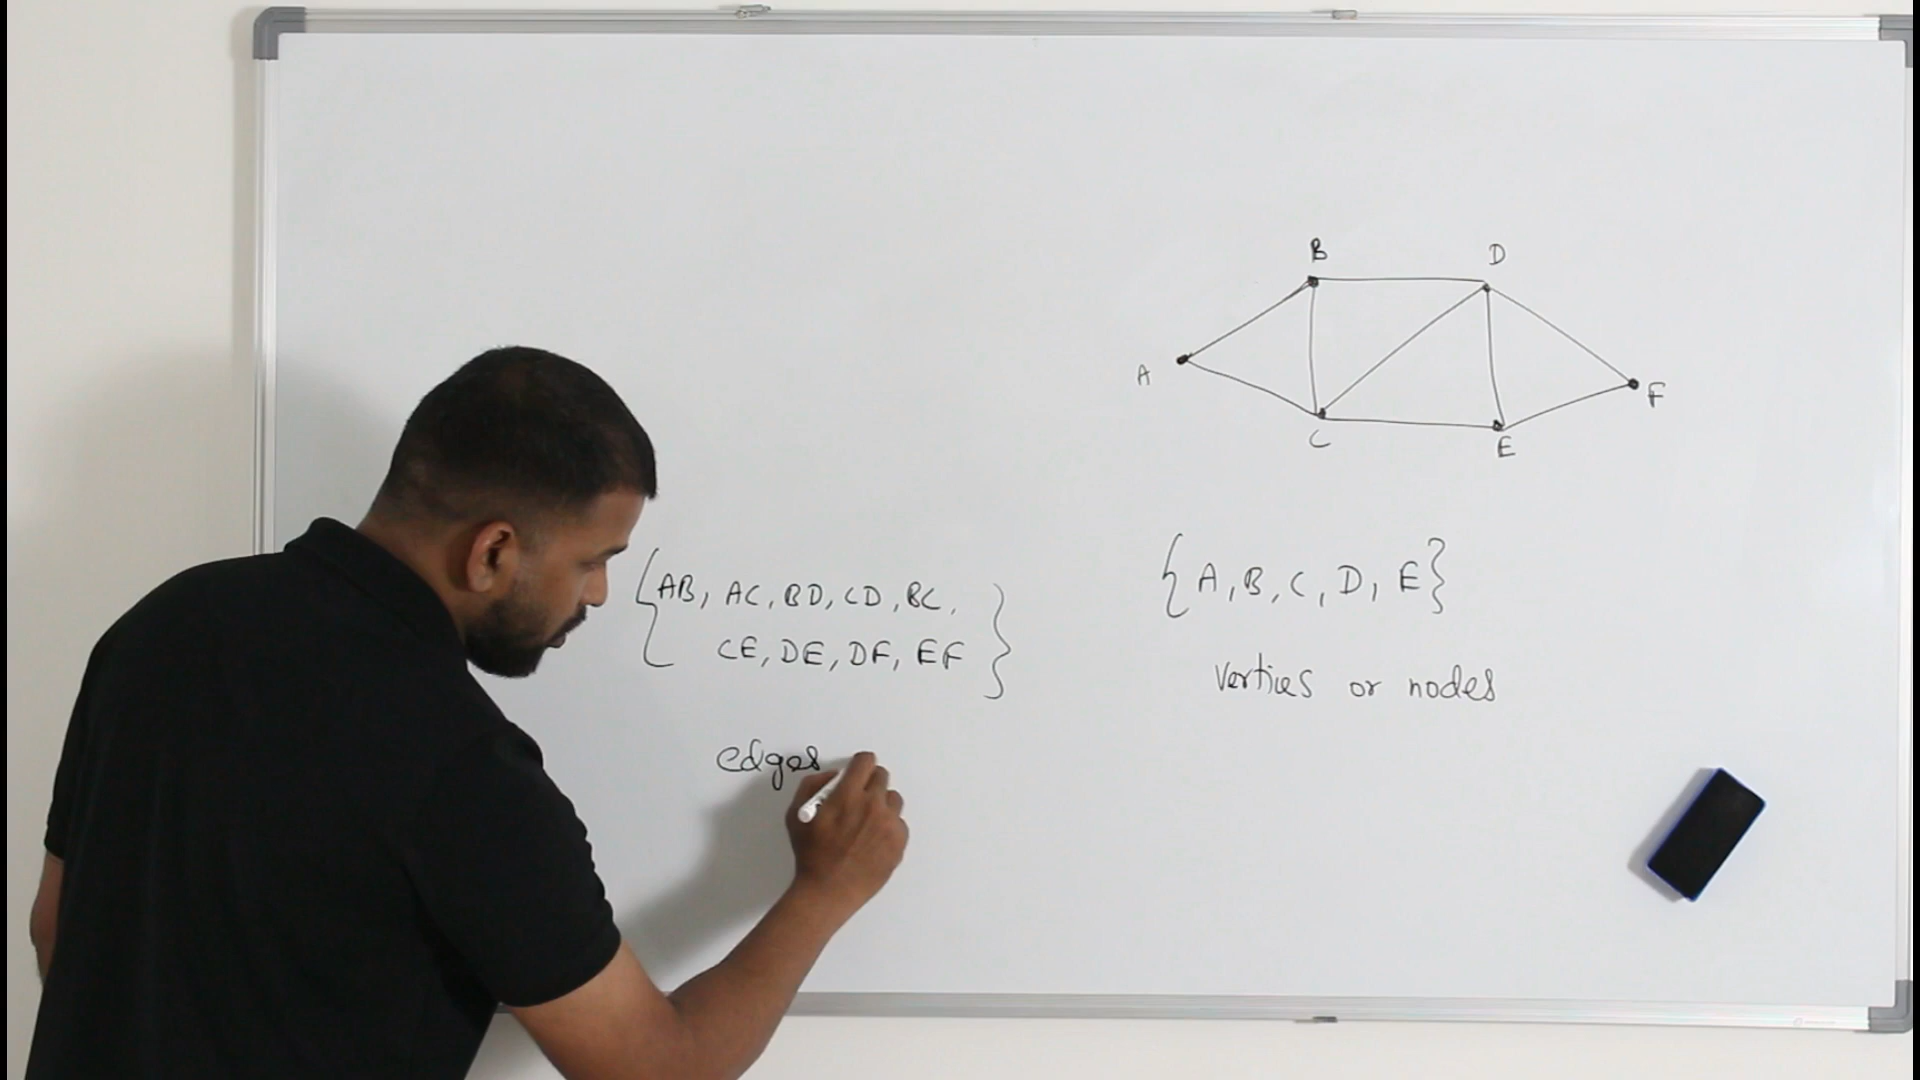 B D
A
F
C E
{AB, AC, BD, CD, BC,
CE, DE, DF, EF}
{A, B, C, D, E}
vertices or nodes
edges